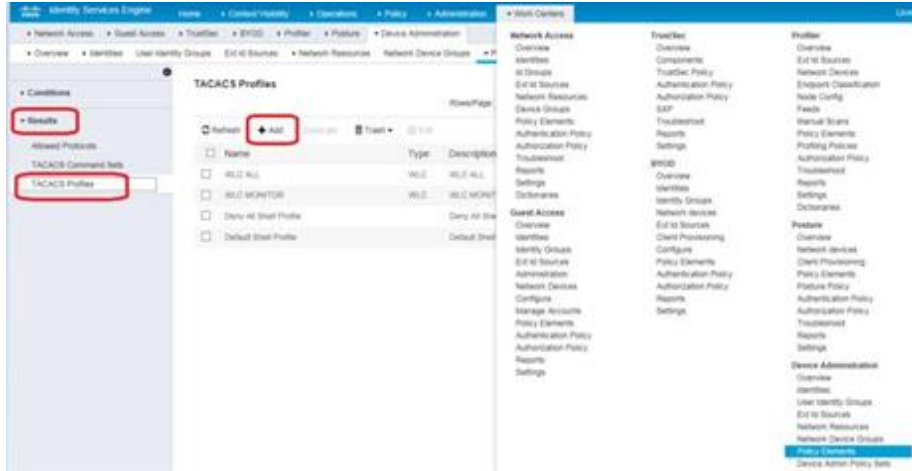 Identity Services Engine
Home
Context Visibility
Operations
Policy
Administration
Work Centers
Network Access
Guest Access
TrustSec
BYOD
Profiler
Posture
Device Administration
Overview
Identities
User Identity Groups
Ext Id Sources
Network Resources
Network Device Groups
Conditions
Results
Allowed Protocols
TACACS Command Sets
TACACS Profiles
TACACS Profiles
Rows/Page
Refresh
Add
Trash
Edit
Name
Type
Description
WLC ALL
WLC
WLC ALL
WLC MONITOR
WLC
WLC MONIT
Deny All Shell Profile
Deny All She
Default Shell Profile
Default Shell
Network Access
Overview
Identities
Id Groups
Ext Id Sources
Network Resources
Device Groups
Policy Elements
Authentication Policy
Authorization Policy
Troubleshoot
Reports
Settings
Dictionaries
Guest Access
Overview
Identities
Identity Groups
Ext Id Sources
Administration
Network Devices
Configure
Manage Accounts
Policy Elements
Authentication Policy
Authorization Policy
Reports
Settings
TrustSec
Overview
Components
TrustSec Policy
Authentication Policy
Authorization Policy
SXP
Troubleshoot
Reports
Settings
BYOD
Overview
Identities
Identity Groups
Network devices
Ext Id Sources
Client Provisioning
Configure
Policy Elements
Authentication Policy
Authorization Policy
Reports
Settings
Profiler
Overview
Ext Id Sources
Network Devices
Endpoint Classification
Node Config
Feeds
Manual Scans
Policy Elements
Profiling Policies
Authorization Policy
Troubleshoot
Reports
Settings
Dictionaries
Posture
Overview
Network devices
Client Provisioning
Policy Elements
Posture Policy
Authentication Policy
Authorization Policy
Troubleshoot
Reports
Settings
Device Administration
Overview
Identities
User Identity Groups
Ext Id Sources
Network Resources
Network Device Groups
Policy Elements
Device Admin Policy Sets